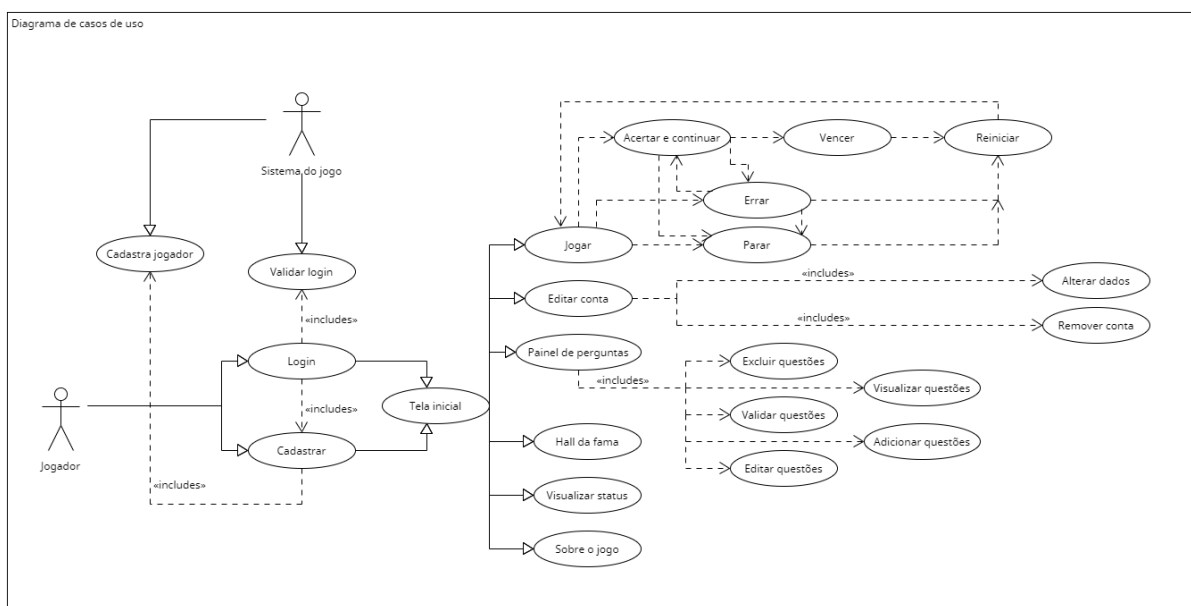 Diagrama de casos de uso
Sistema do jogo
Acertar e continuar
Vencer
Reiniciar
Errar
Parar
Jogar
Cadastra jogador
Validar login
«includes»
Editar conta
«includes»
Alterar dados
«includes»
Remover conta
Login
«includes»
Cadastrar
«includes»
Jogador
Tela inicial
Painel de perguntas
«includes»
Excluir questões
Visualizar questões
Validar questões
Adicionar questões
Editar questões
Hall da fama
Visualizar status
Sobre o jogo